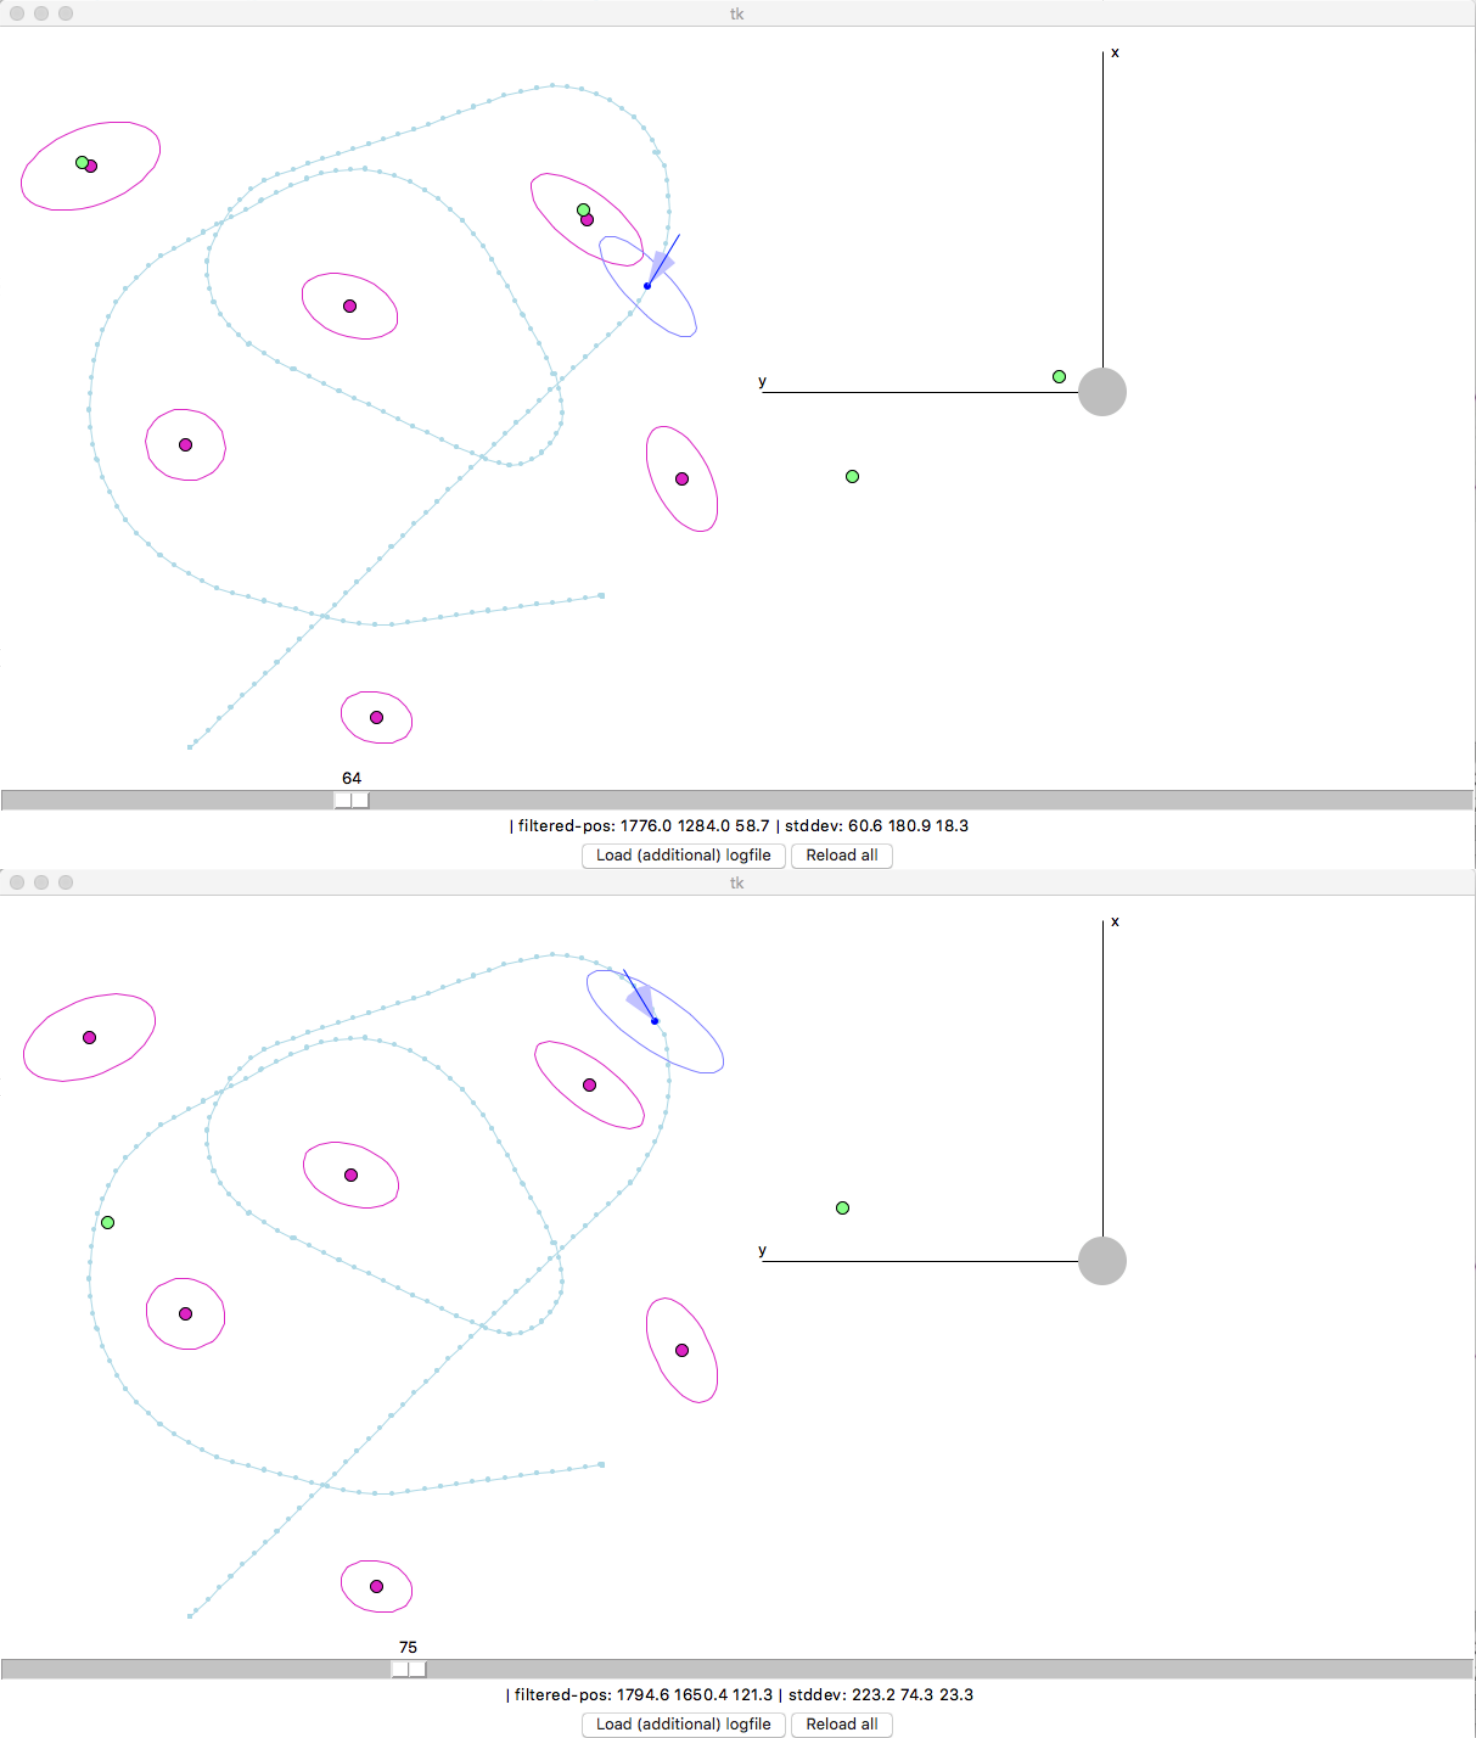 tk
x
y
64
| filtered-pos: 1776.0 1284.0 58.7 | stddev: 60.6 180.9 18.3
Load (additional) logfile Reload all
tk
x
y
75
| filtered-pos: 1794.6 1650.4 121.3 | stddev: 223.2 74.3 23.3
Load (additional) logfile Reload all